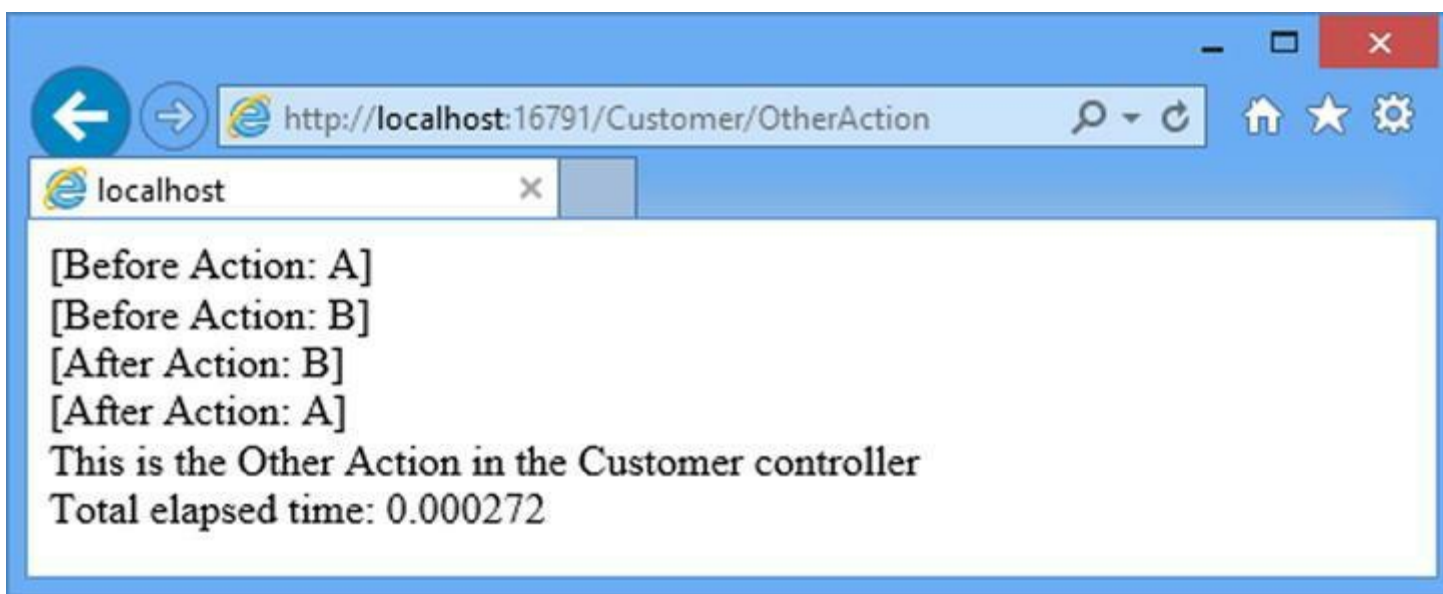 http://localhost:16791/Customer/OtherAction
localhost
[Before Action: A]
[Before Action: B]
[After Action: B]
[After Action: A]
This is the Other Action in the Customer controller
Total elapsed time: 0.000272